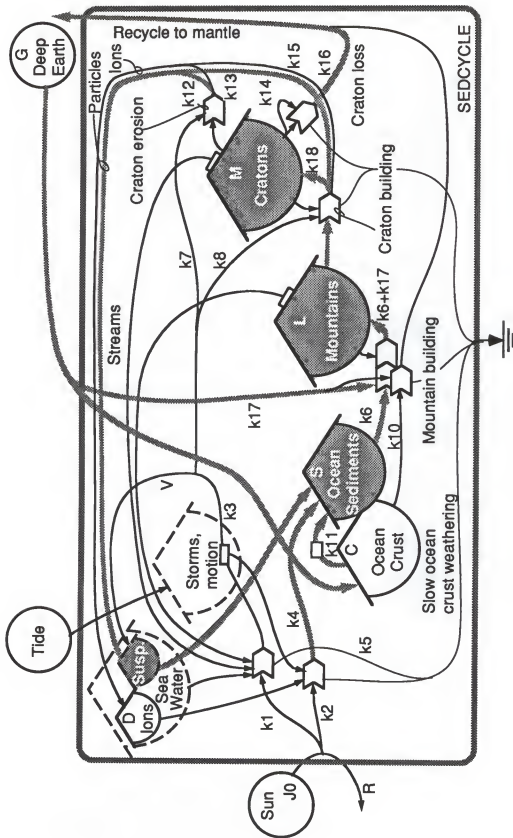 G
Deep
Earth
Recycle to mantle
k15
k16
SEDCYCLE
Particles
Ions
k12
k13
k14
Craton loss
Craton erosion
M
Cratons
k18
Craton building
k7
k8
Streams
L
Mountains
k6+k17
Mountain building
k17
k6
k10
V
k3
Storms,
motion
S
Ocean
Sediments
k11
C
Ocean
Crust
Slow ocean
crust weathering
Tide
Susp.
D
Ions
Sea
Water
k4
k5
k1
k2
Sun
J0
R